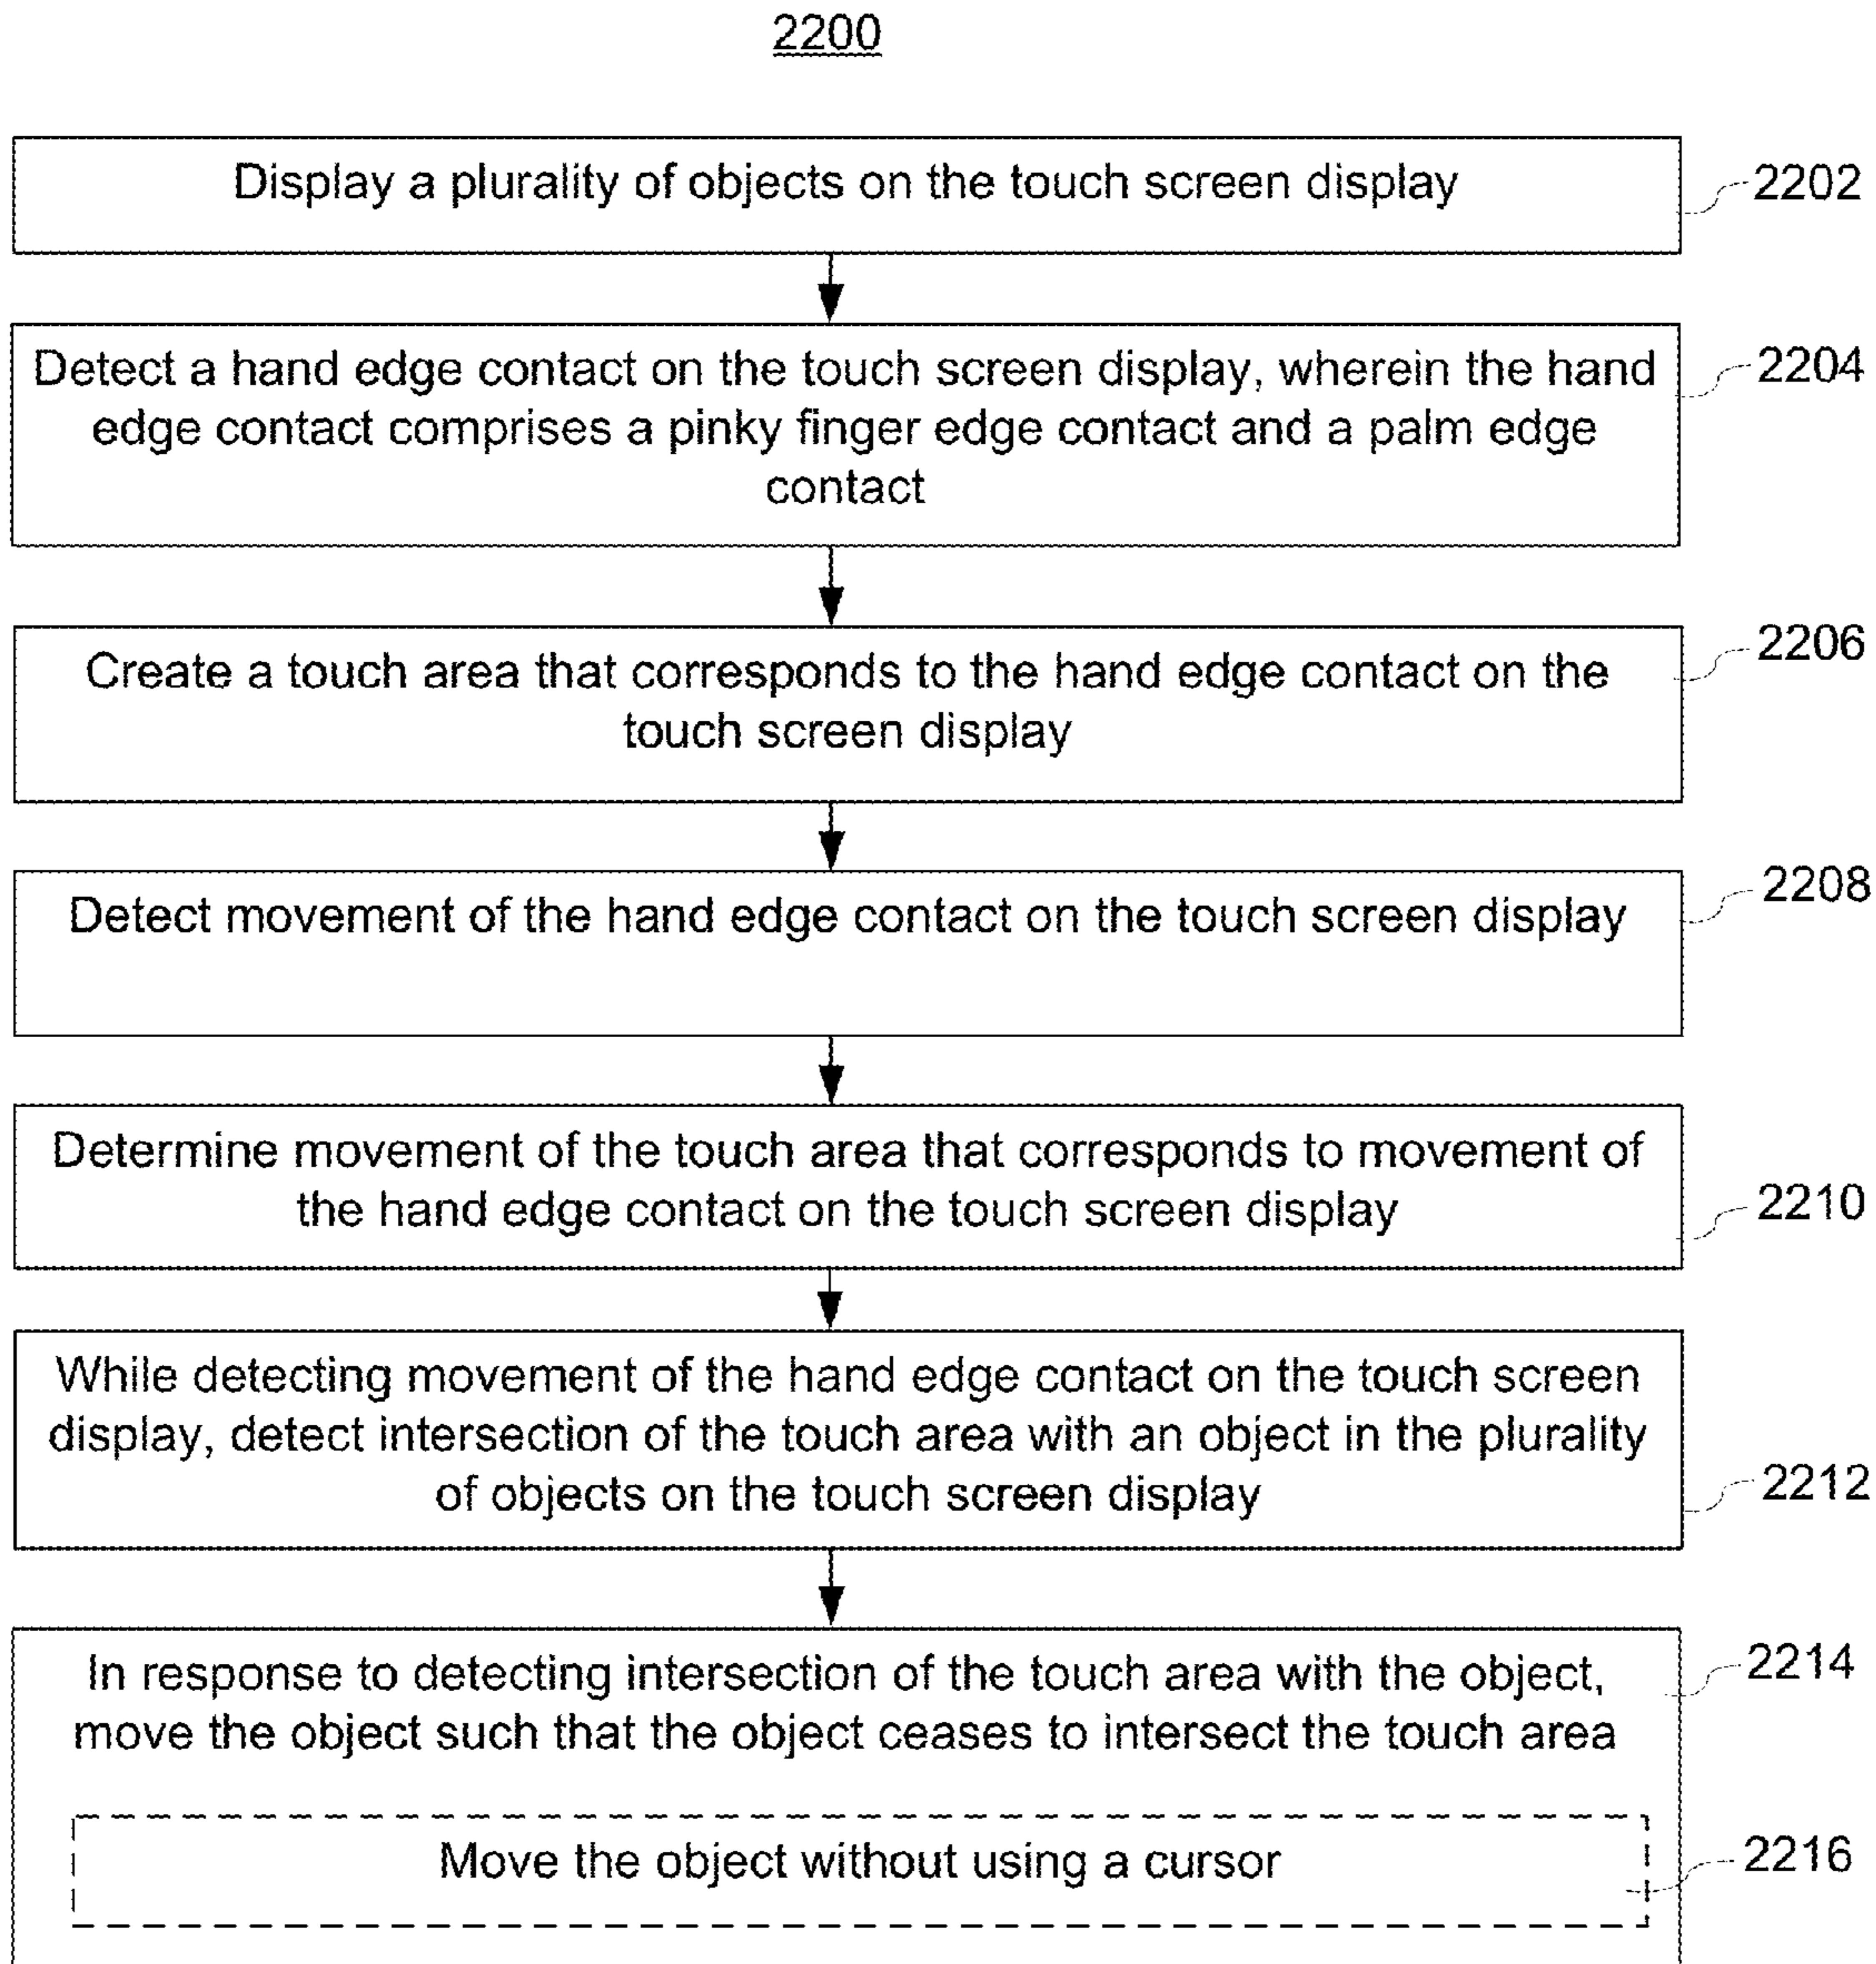 2200
Display a plurality of objects on the touch screen display
2202
Detect a hand edge contact on the touch screen display, wherein the hand
edge contact comprises a pinky finger edge contact and a palm edge
contact
2204
Create a touch area that corresponds to the hand edge contact on the
touch screen display
2206
Detect movement of the hand edge contact on the touch screen display
2208
Determine movement of the touch area that corresponds to movement of
the hand edge contact on the touch screen display
2210
While detecting movement of the hand edge contact on the touch screen
display, detect intersection of the touch area with an object in the plurality
of objects on the touch screen display
2212
In response to detecting intersection of the touch area with the object,
move the object such that the object ceases to intersect the touch area
2214
Move the object without using a cursor
2216